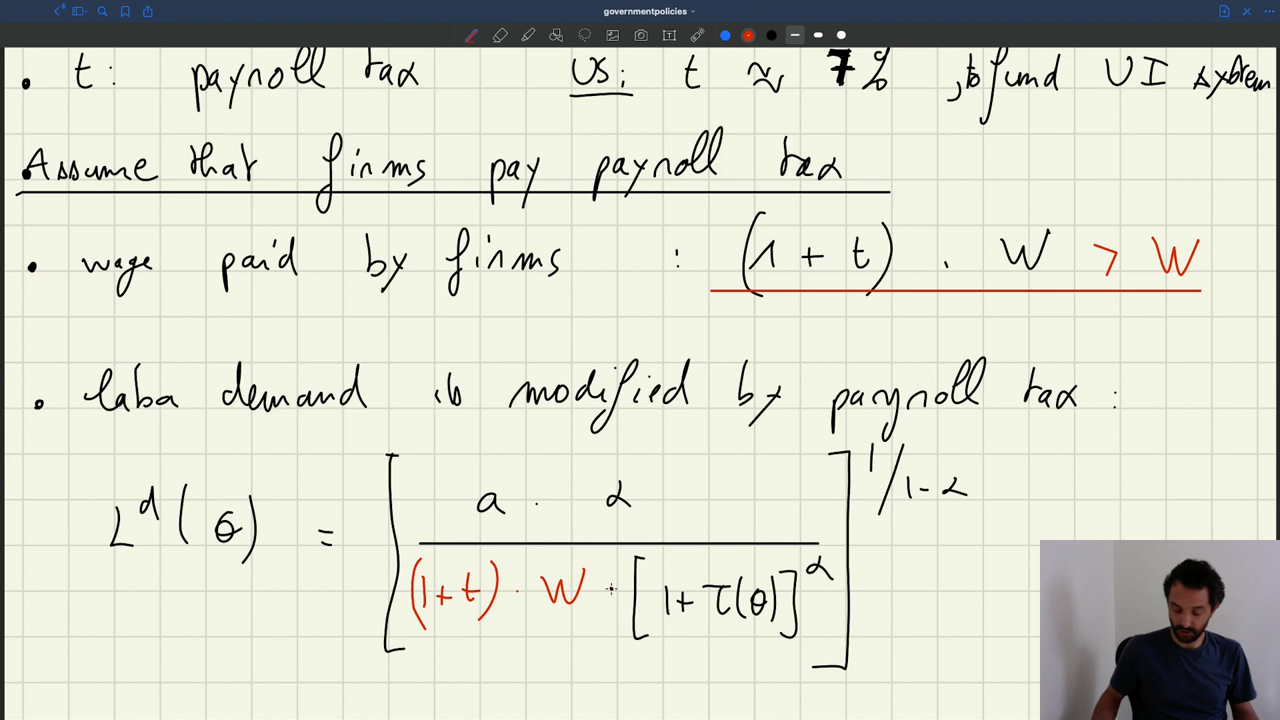 governmentpolicies
• t: payroll tax US: t ≈ 7% , to fund UI system
• Assume that firms pay payroll tax
• wage paid by firms : (1 + t) . W > W
• labor demand is modified by payroll tax :
L^d(θ) = [ a . α / (1+t) . W . [1+ τ(θ)]^α ]^1/1-α